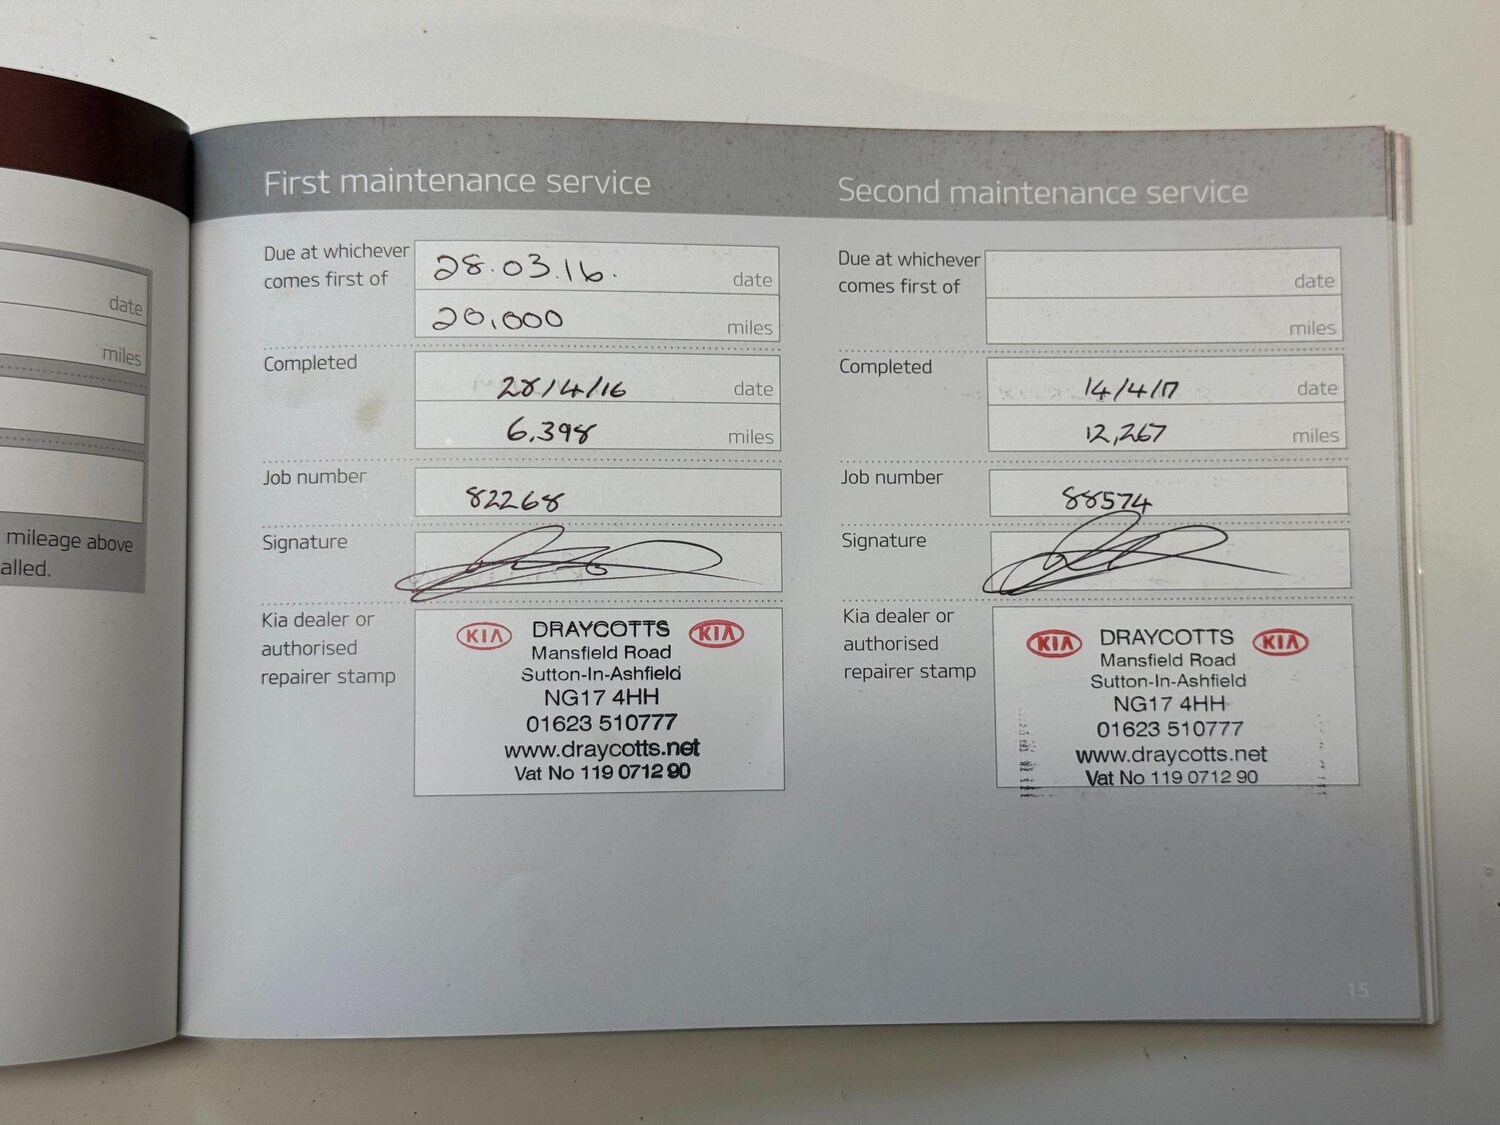 date
miles
mileage above
alled.
First maintenance service
Due at whichever
comes first of
28.03.16.
date
20,000
miles
Completed
28/4/16
date
6,398
miles
Job number
82268
Signature
Kia dealer or
authorised
repairer stamp
KIA DRAYCOTTS KIA
Mansfield Road
Sutton-In-Ashfield
NG17 4HH
01623 510777
www.draycotts.net
Vat No 119 0712 90
Second maintenance service
Due at whichever
comes first of
date
miles
Completed
14/4/17
date
12,267
miles
Job number
88574
Signature
Kia dealer or
authorised
repairer stamp
KIA DRAYCOTTS KIA
Mansfield Road
Sutton-In-Ashfield
NG17 4HH
01623 510777
www.draycotts.net
Vat No 119 0712 90
15